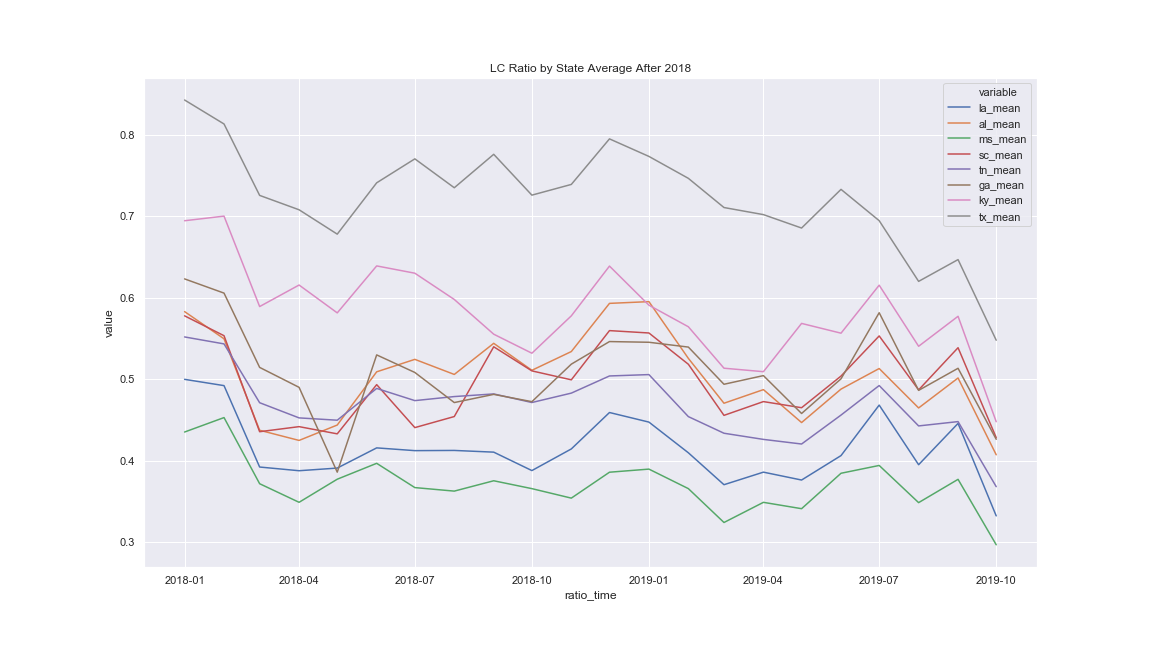 LC Ratio by State Average After 2018
variable
la_mean
al_mean
ms_mean
sc_mean
tn_mean
ga_mean
ky_mean
tx_mean
value
0.8
0.7
0.6
0.5
0.4
0.3
2018-01 2018-04 2018-07 2018-10 2019-01 2019-04 2019-07 2019-10
ratio_time